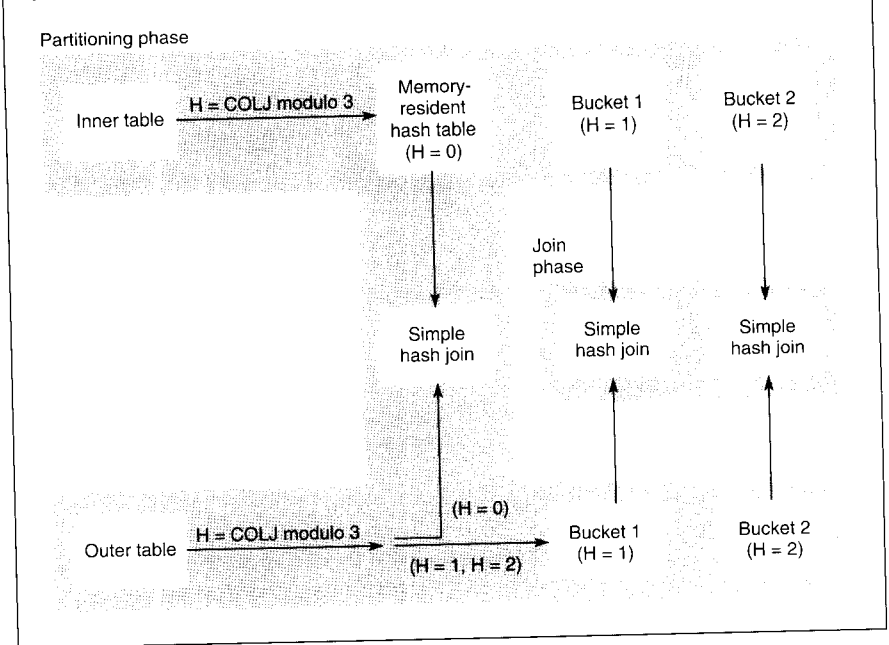 Partitioning phase
Inner table
H = COLJ modulo 3
Memory-
resident
hash table
(H = 0)
Bucket 1
(H = 1)
Bucket 2
(H = 2)
Join
phase
Simple
hash join
Simple
hash join
Simple
hash join
Outer table
H = COLJ modulo 3
(H = 0)
(H = 1, H = 2)
Bucket 1
(H = 1)
Bucket 2
(H = 2)